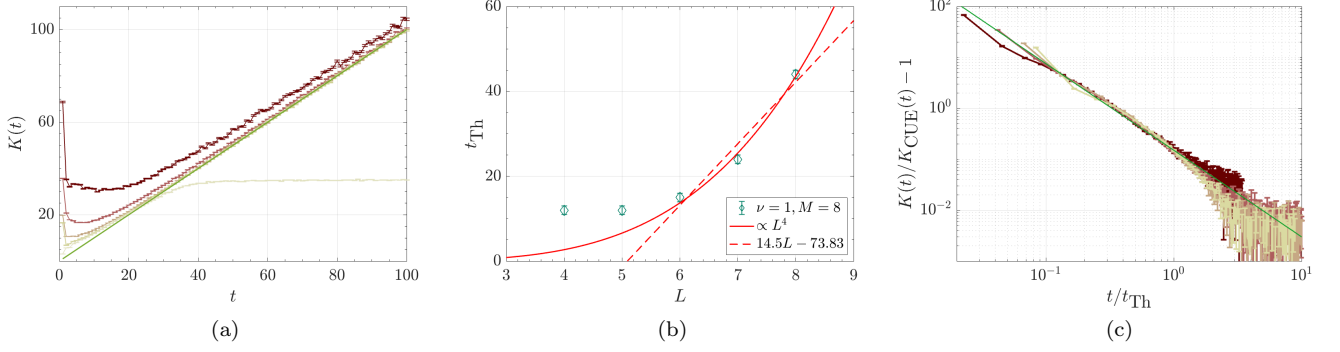 100
60
20
0
20
40
60
80
100
K(t)
t
(a)
60
40
20
0
3
4
5
6
7
8
9
t_Th
L
ν = 1, M = 8
∝ L^4
14.5L − 73.83
(b)
10^2
10^0
10^-2
10^-1
10^0
10^1
K(t)/K_CUE(t) − 1
t/t_Th
(c)